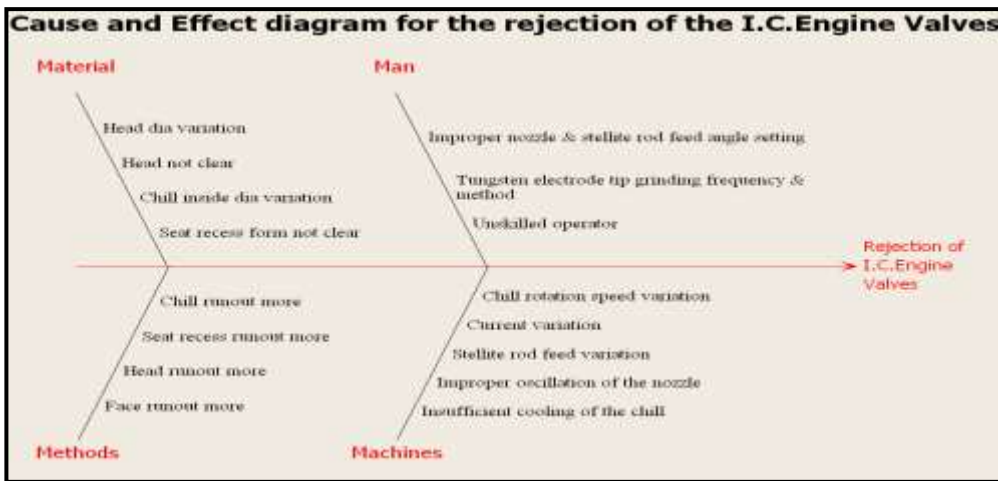 Cause and Effect diagram for the rejection of the I.C.Engine Valves
Material
Man
Head dia variation
Head not clear
Chill inside dia variation
Seat recess form not clear
Improper nozzle & stellite rod feed angle setting
Tungsten electrode tip grinding frequency &
method
Unskilled operator
Rejection of
I.C.Engine
Valves
Chill runout more
Seat recess runout more
Head runout more
Face runout more
Chill rotation speed variation
Current variation
Stellite rod feed variation
Improper oscillation of the nozzle
Insufficient cooling of the chill
Methods
Machines